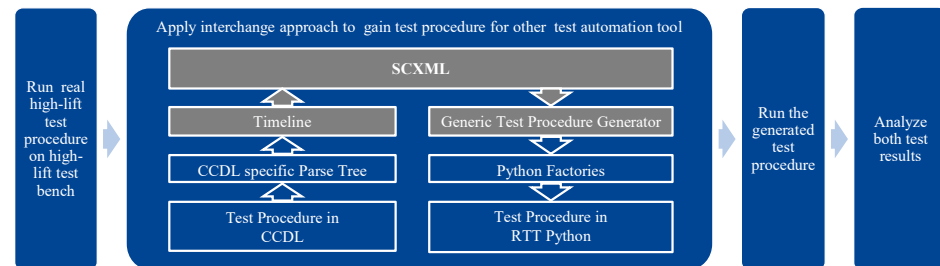 Run real
high-lift
test
procedure
on high-
lift test
bench
Apply interchange approach to gain test procedure for other test automation tool
SCXML
Timeline
CCDL specific Parse Tree
Test Procedure in
CCDL
Generic Test Procedure Generator
Python Factories
Test Procedure in
RTT Python
Run the
generated
test
procedure
Analyze
both test
results